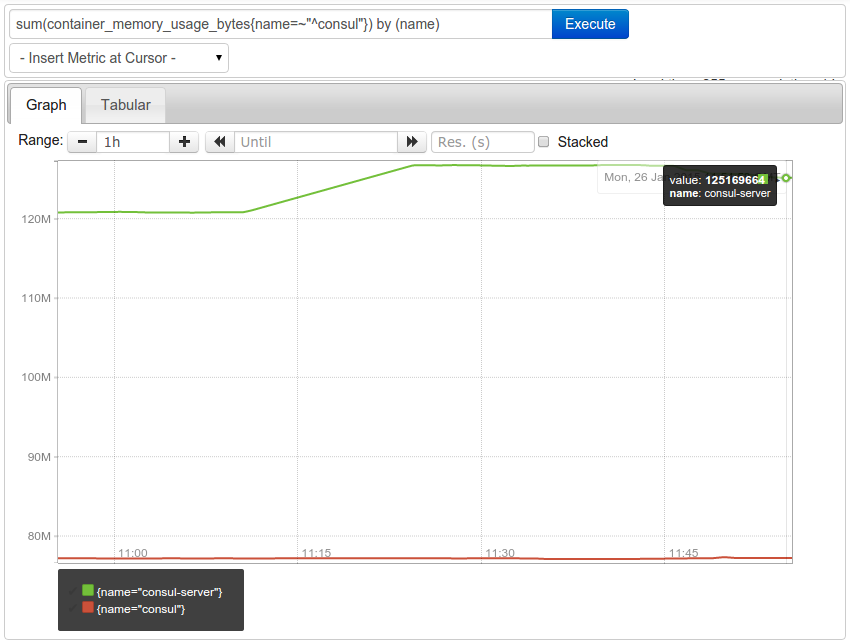 sum(container_memory_usage_bytes{name=~"^consul"}) by (name)
Execute
- Insert Metric at Cursor -
Graph
Tabular
Range:
1h
Until
Res. (s)
Stacked
Mon, 26
value: 125169664
name: consul-server
120M
110M
100M
90M
80M
11:00
11:15
11:30
11:45
{name="consul-server"}
{name="consul"}